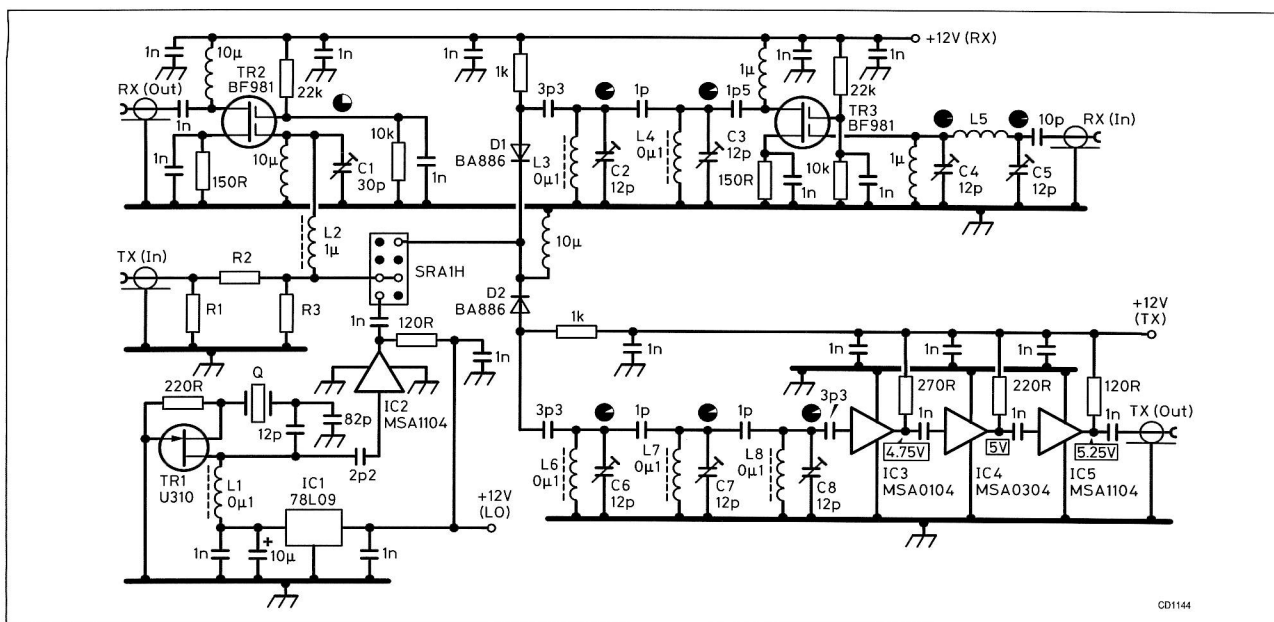 +12V (RX)
1n
10μ
1n
1n
1k
1μ
1n
1n
RX (Out)
TR2
BF981
22k
3p3
1p
1p5
22k
TR3
BF981
RX (In)
L5
10p
1n
1n
150R
10μ
C1
30p
10k
1n
D1
BA886
L3
0μ1
C2
12p
L4
0μ1
C3
12p
150R
1n
10k
1n
1μ
C4
12p
C5
12p
TX (In)
R2
L2
1μ
SRA1H
10μ
R1
R3
D2
BA886
1n
120R
1n
1k
+12V
(TX)
1n
1n
1n
1n
220R
Q
12p
82p
IC2
MSA1104
270R
220R
120R
3p3
1p
1p
3p3
1n
1n
1n
TX (Out)
4.75V
5V
5.25V
TR1
U310
L1
0μ1
2p2
IC1
78L09
+12V
(LO)
L6
0μ1
C6
12p
L7
0μ1
C7
12p
L8
0μ1
C8
12p
IC3
MSA0104
IC4
MSA0304
IC5
MSA1104
1n
+
10μ
1n
CD1144